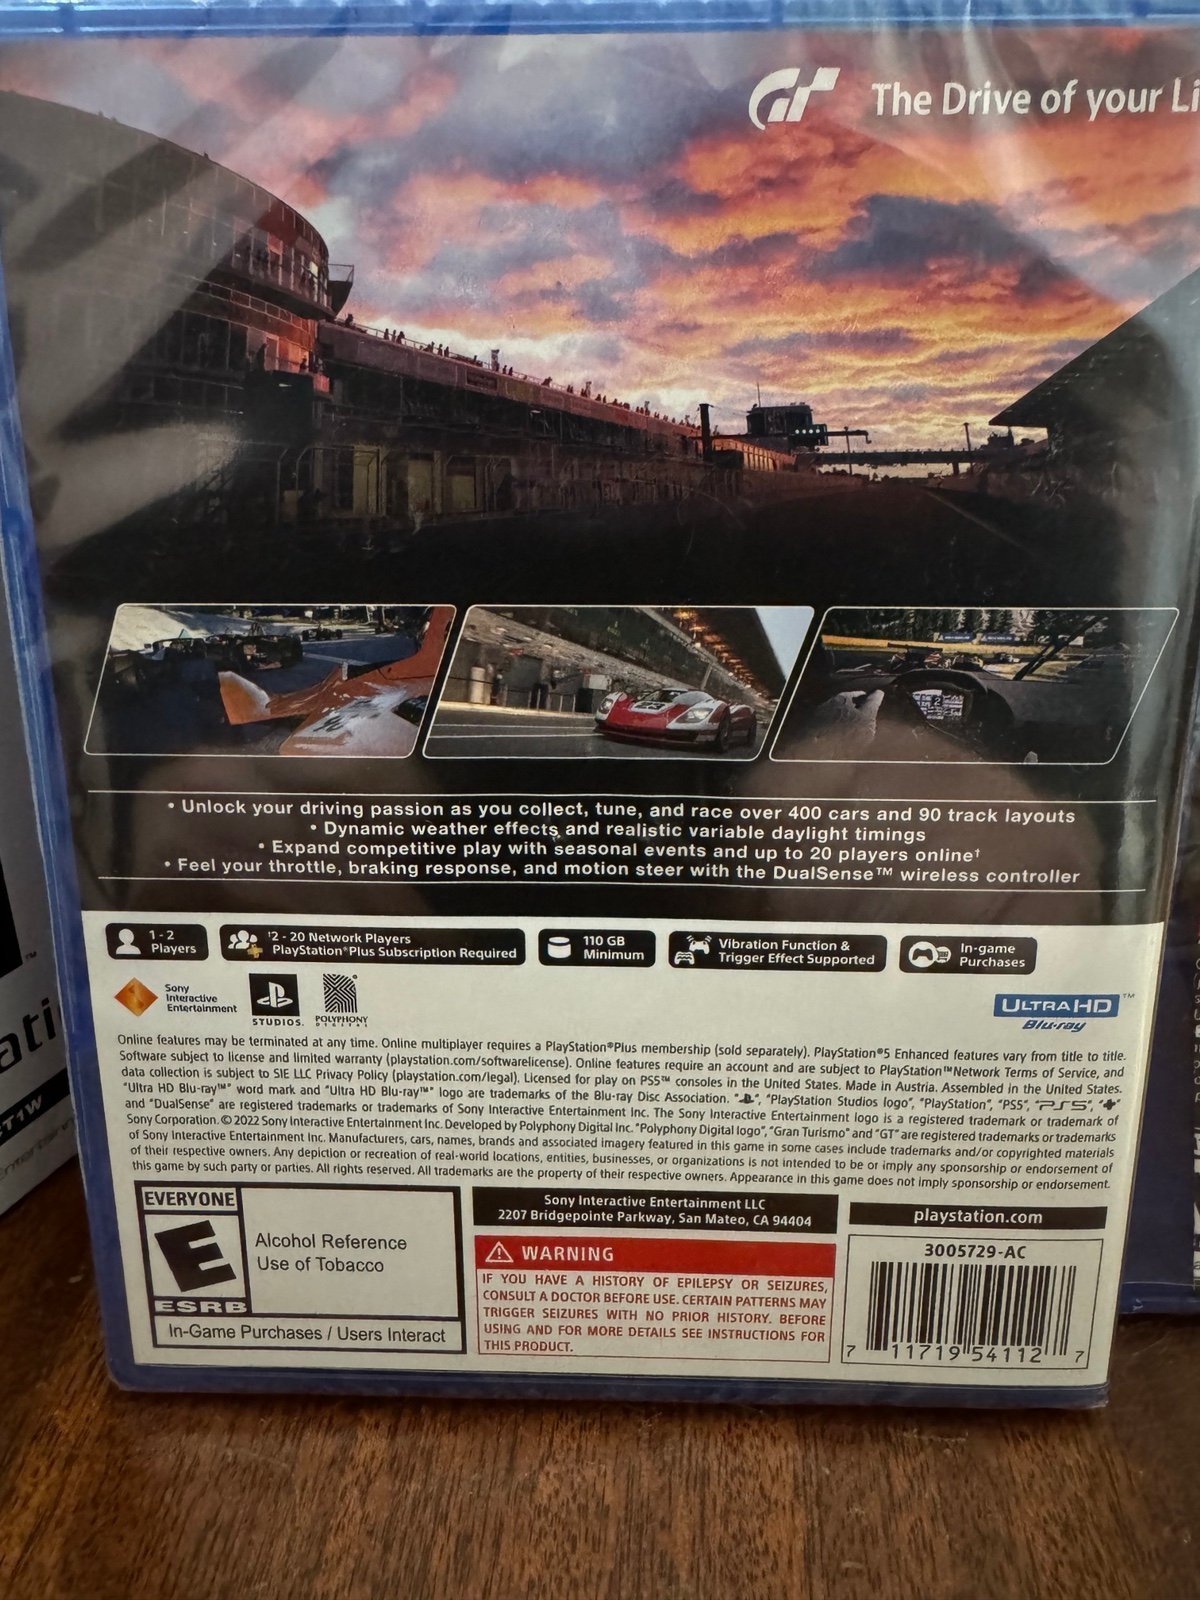 GT The Drive of your Li
• Unlock your driving passion as you collect, tune, and race over 400 cars and 90 track layouts
• Dynamic weather effects and realistic variable daylight timings
• Expand competitive play with seasonal events and up to 20 players online†
• Feel your throttle, braking response, and motion steer with the DualSense™ wireless controller
1 - 2
Players
†2 - 20 Network Players
PlayStation®Plus Subscription Required
110 GB
Minimum
Vibration Function &
Trigger Effect Supported
In-game
Purchases
Sony
Interactive
Entertainment
STUDIOS
POLYPHONY
DIGITAL
ULTRA HD™
Blu-ray
Online features may be terminated at any time. Online multiplayer requires a PlayStation®Plus membership (sold separately). PlayStation®5 Enhanced features vary from title to title.
Software subject to license and limited warranty (playstation.com/softwarelicense). Online features require an account and are subject to PlayStation™Network Terms of Service, and
data collection is subject to SIE LLC Privacy Policy (playstation.com/legal). Licensed for play on PS5™ consoles in the United States. Made in Austria. Assembled in the United States.
"Ultra HD Blu-ray™" word mark and "Ultra HD Blu-ray™" logo are trademarks of the Blu-ray Disc Association. " ", "PlayStation Studios logo", "PlayStation", "PS5", "PS5", " "
and "DualSense" are registered trademarks or trademarks of Sony Interactive Entertainment Inc. The Sony Interactive Entertainment logo is a registered trademark or trademark of
Sony Corporation. © 2022 Sony Interactive Entertainment Inc. Developed by Polyphony Digital Inc. "Polyphony Digital logo", "Gran Turismo" and "GT" are registered trademarks or trademarks
of Sony Interactive Entertainment Inc. Manufacturers, cars, names, brands and associated imagery featured in this game in some cases include trademarks and/or copyrighted materials
of their respective owners. Any depiction or recreation of real-world locations, entities, businesses, or organizations is not intended to be or imply any sponsorship or endorsement of
this game by such party or parties. All rights reserved. All trademarks are the property of their respective owners. Appearance in this game does not imply sponsorship or endorsement.
EVERYONE
E
ESRB
Alcohol Reference
Use of Tobacco
In-Game Purchases / Users Interact
Sony Interactive Entertainment LLC
2207 Bridgepointe Parkway, San Mateo, CA 94404
WARNING
IF YOU HAVE A HISTORY OF EPILEPSY OR SEIZURES,
CONSULT A DOCTOR BEFORE USE. CERTAIN PATTERNS MAY
TRIGGER SEIZURES WITH NO PRIOR HISTORY. BEFORE
USING AND FOR MORE DETAILS SEE INSTRUCTIONS FOR
THIS PRODUCT.
playstation.com
3005729-AC
7 11719 54112 7